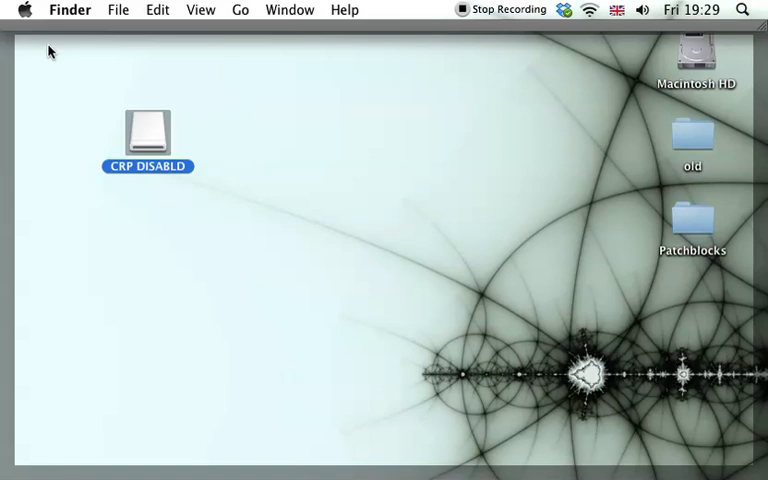 Finder File Edit View Go Window Help Stop Recording Fri 19:29
Macintosh HD
old
CRP DISABLD
Patchblocks